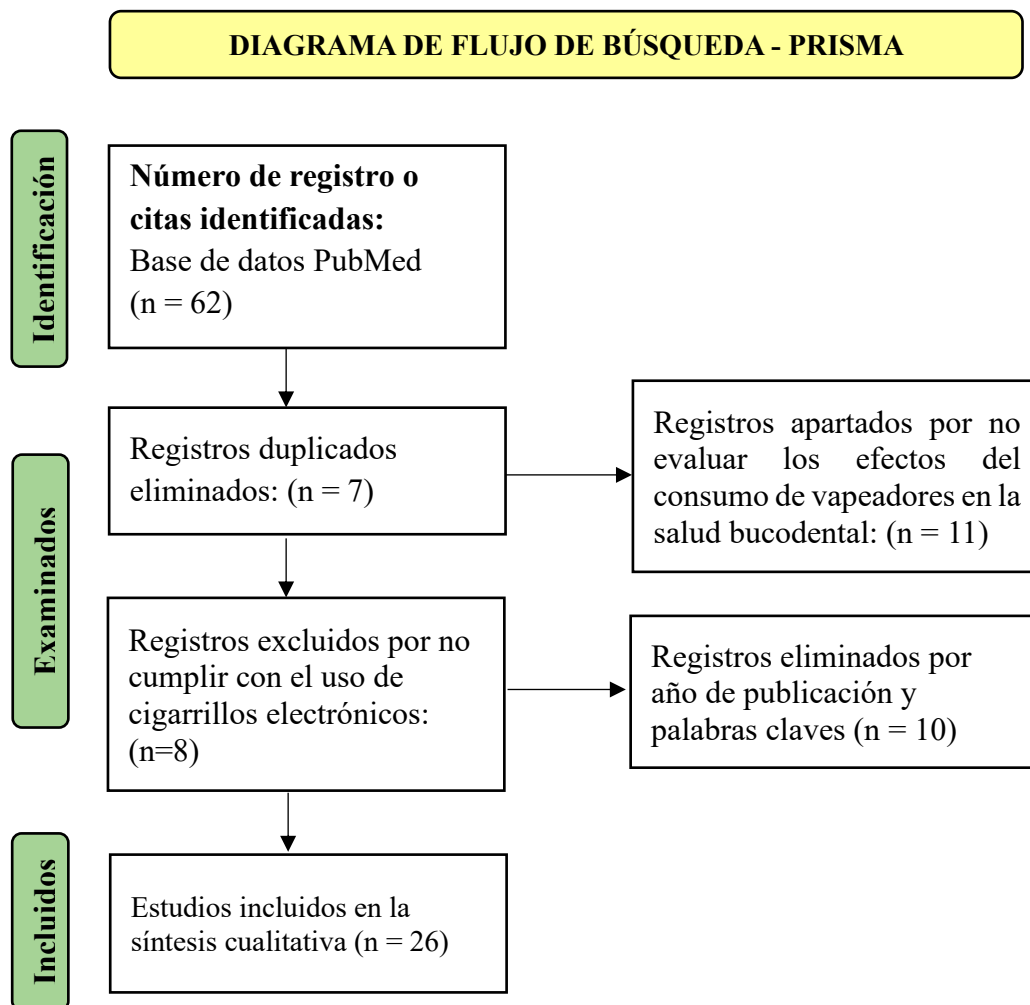 DIAGRAMA DE FLUJO DE BÚSQUEDA - PRISMA
Identificación
Número de registro o
citas identificadas:
Base de datos PubMed
(n = 62)
Examinados
Registros duplicados
eliminados: (n = 7)
Registros apartados por no
evaluar los efectos del
consumo de vapeadores en la
salud bucodental: (n = 11)
Registros excluidos por no
cumplir con el uso de
cigarrillos electrónicos:
(n=8)
Registros eliminados por
año de publicación y
palabras claves (n = 10)
Incluidos
Estudios incluidos en la
síntesis cualitativa (n = 26)